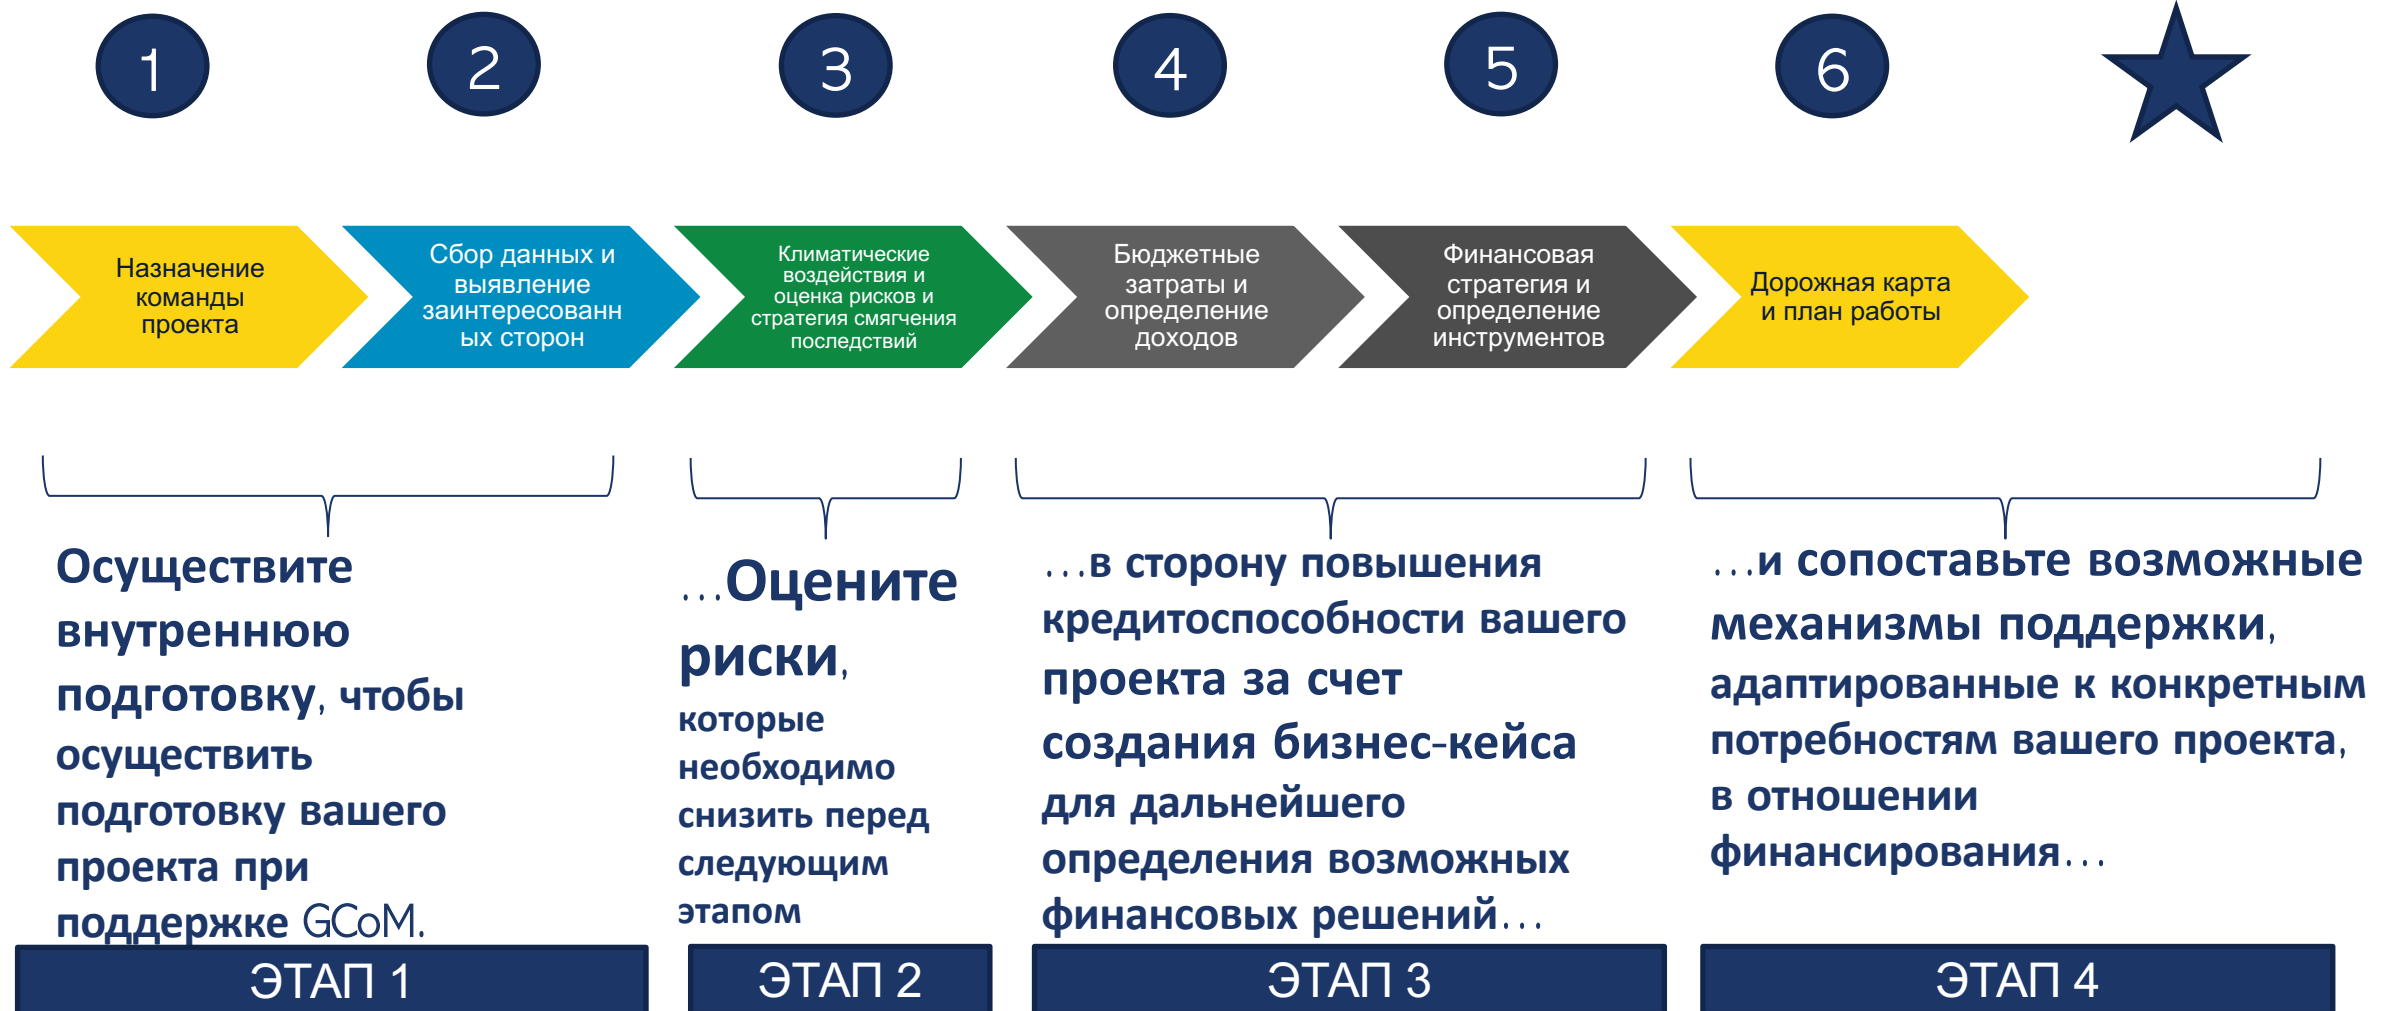 1
2
3
4
5
6
Назначение
команды
проекта
Сбор данных и
выявление
заинтересованн
ых сторон
Климатические
воздействия и
оценка рисков и
стратегия смягчения
последствий
Бюджетные
затраты и
определение
доходов
Финансовая
стратегия и
определение
инструментов
Дорожная карта
и план работы
Осуществите
внутреннюю
подготовку, чтобы
осуществить
подготовку вашего
проекта при
поддержке GCoM.
...Оцените
риски,
которые
необходимо
снизить перед
следующим
этапом
...в сторону повышения
кредитоспособности вашего
проекта за счет
создания бизнес-кейса
для дальнейшего
определения возможных
финансовых решений...
...и сопоставьте возможные
механизмы поддержки,
адаптированные к конкретным
потребностям вашего проекта,
в отношении
финансирования...
ЭТАП 1
ЭТАП 2
ЭТАП 3
ЭТАП 4